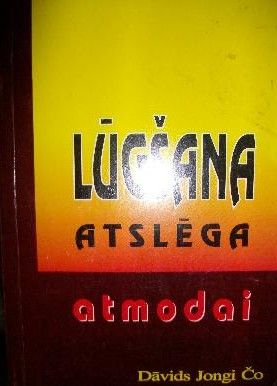 LŪGŠANA
ATSLĒGA
atmodai
Dāvids Jongi Čo